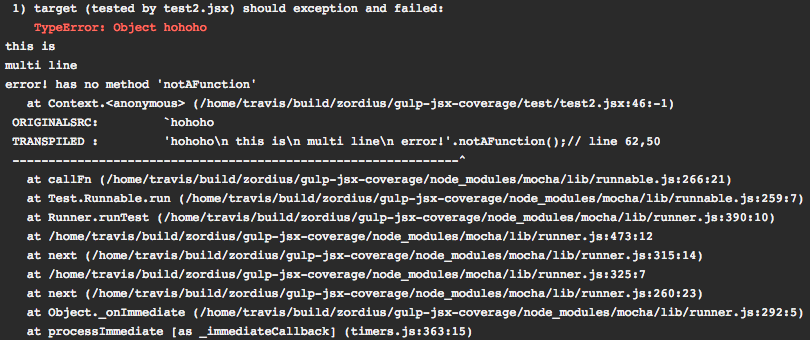 1) target (tested by test2.jsx) should exception and failed:
TypeError: Object hohoho
this is
multi line
error! has no method 'notAFunction'
at Context.<anonymous> (/home/travis/build/zordius/gulp-jsx-coverage/test/test2.jsx:46:-1)
ORIGINALSRC: `hohoho
TRANSPILED : 'hohoho\n this is\n multi line\n error!'.notAFunction();// line 62,50
--------------------------------------------------------------^
at callFn (/home/travis/build/zordius/gulp-jsx-coverage/node_modules/mocha/lib/runnable.js:266:21)
at Test.Runnable.run (/home/travis/build/zordius/gulp-jsx-coverage/node_modules/mocha/lib/runnable.js:259:7)
at Runner.runTest (/home/travis/build/zordius/gulp-jsx-coverage/node_modules/mocha/lib/runner.js:390:10)
at /home/travis/build/zordius/gulp-jsx-coverage/node_modules/mocha/lib/runner.js:473:12
at next (/home/travis/build/zordius/gulp-jsx-coverage/node_modules/mocha/lib/runner.js:315:14)
at /home/travis/build/zordius/gulp-jsx-coverage/node_modules/mocha/lib/runner.js:325:7
at next (/home/travis/build/zordius/gulp-jsx-coverage/node_modules/mocha/lib/runner.js:260:23)
at Object._onImmediate (/home/travis/build/zordius/gulp-jsx-coverage/node_modules/mocha/lib/runner.js:292:5)
at processImmediate [as _immediateCallback] (timers.js:363:15)